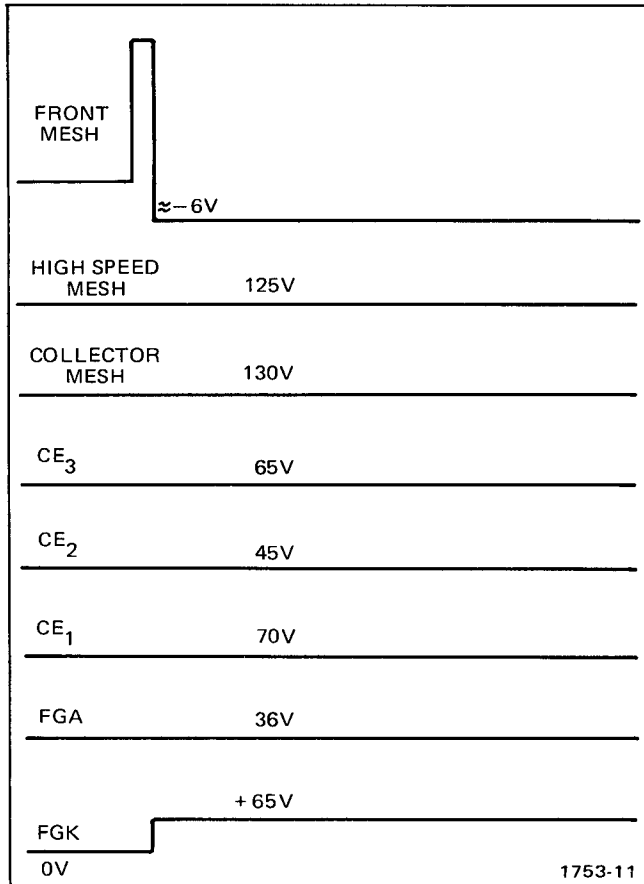 FRONT
MESH
≈-6V
HIGH SPEED
MESH 125V
COLLECTOR
MESH 130V
CE3 65V
CE2 45V
CE1 70V
FGA 36V
+65V
FGK
0V 1753-11